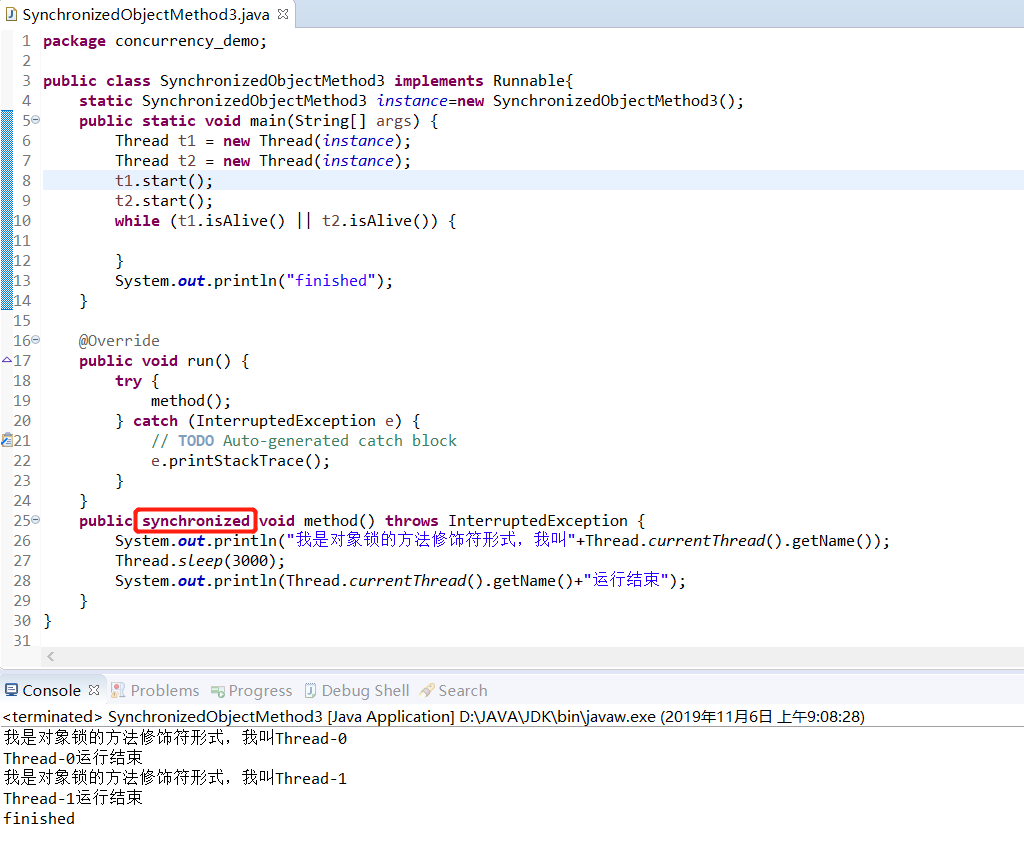 SynchronizedObjectMethod3.java
1 package concurrency_demo;
2
3 public class SynchronizedObjectMethod3 implements Runnable{
4     static SynchronizedObjectMethod3 instance=new SynchronizedObjectMethod3();
5     public static void main(String[] args) {
6         Thread t1 = new Thread(instance);
7         Thread t2 = new Thread(instance);
8         t1.start();
9         t2.start();
10         while (t1.isAlive() || t2.isAlive()) {
11
12         }
13         System.out.println("finished");
14     }
15
16     @Override
17     public void run() {
18         try {
19             method();
20         } catch (InterruptedException e) {
21             // TODO Auto-generated catch block
22             e.printStackTrace();
23         }
24     }
25     public synchronized void method() throws InterruptedException {
26         System.out.println("我是对象锁的方法修饰符形式，我叫"+Thread.currentThread().getName());
27         Thread.sleep(3000);
28         System.out.println(Thread.currentThread().getName()+"运行结束");
29     }
30 }
31
Console Problems Progress Debug Shell Search
<terminated> SynchronizedObjectMethod3 [Java Application] D:\JAVA\JDK\bin\javaw.exe (2019年11月6日 上午9:08:28)
我是对象锁的方法修饰符形式，我叫Thread-0
Thread-0运行结束
我是对象锁的方法修饰符形式，我叫Thread-1
Thread-1运行结束
finished